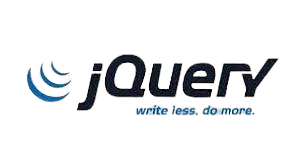 jQuery
write less, do more.